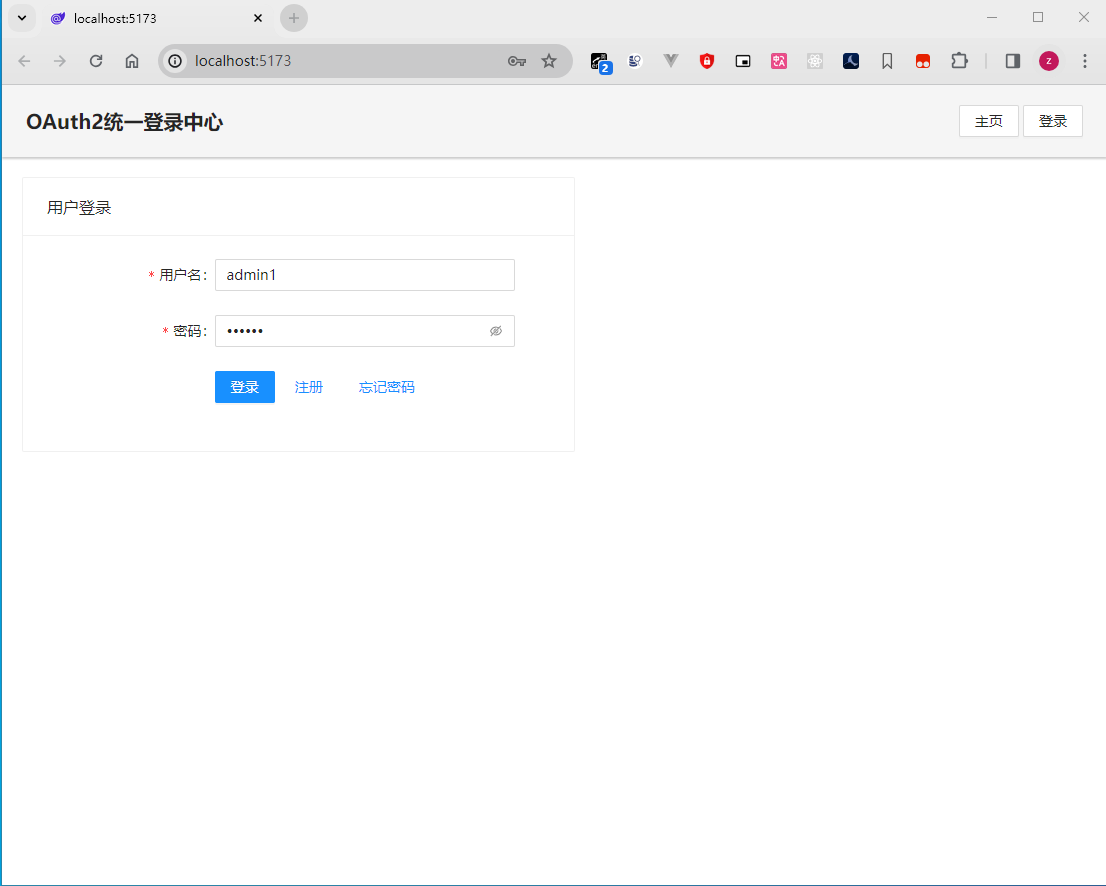 localhost:5173
localhost:5173
2
z
OAuth2统一登录中心
主页 登录
用户登录
* 用户名: admin1
* 密码: ••••••
登录 注册 忘记密码